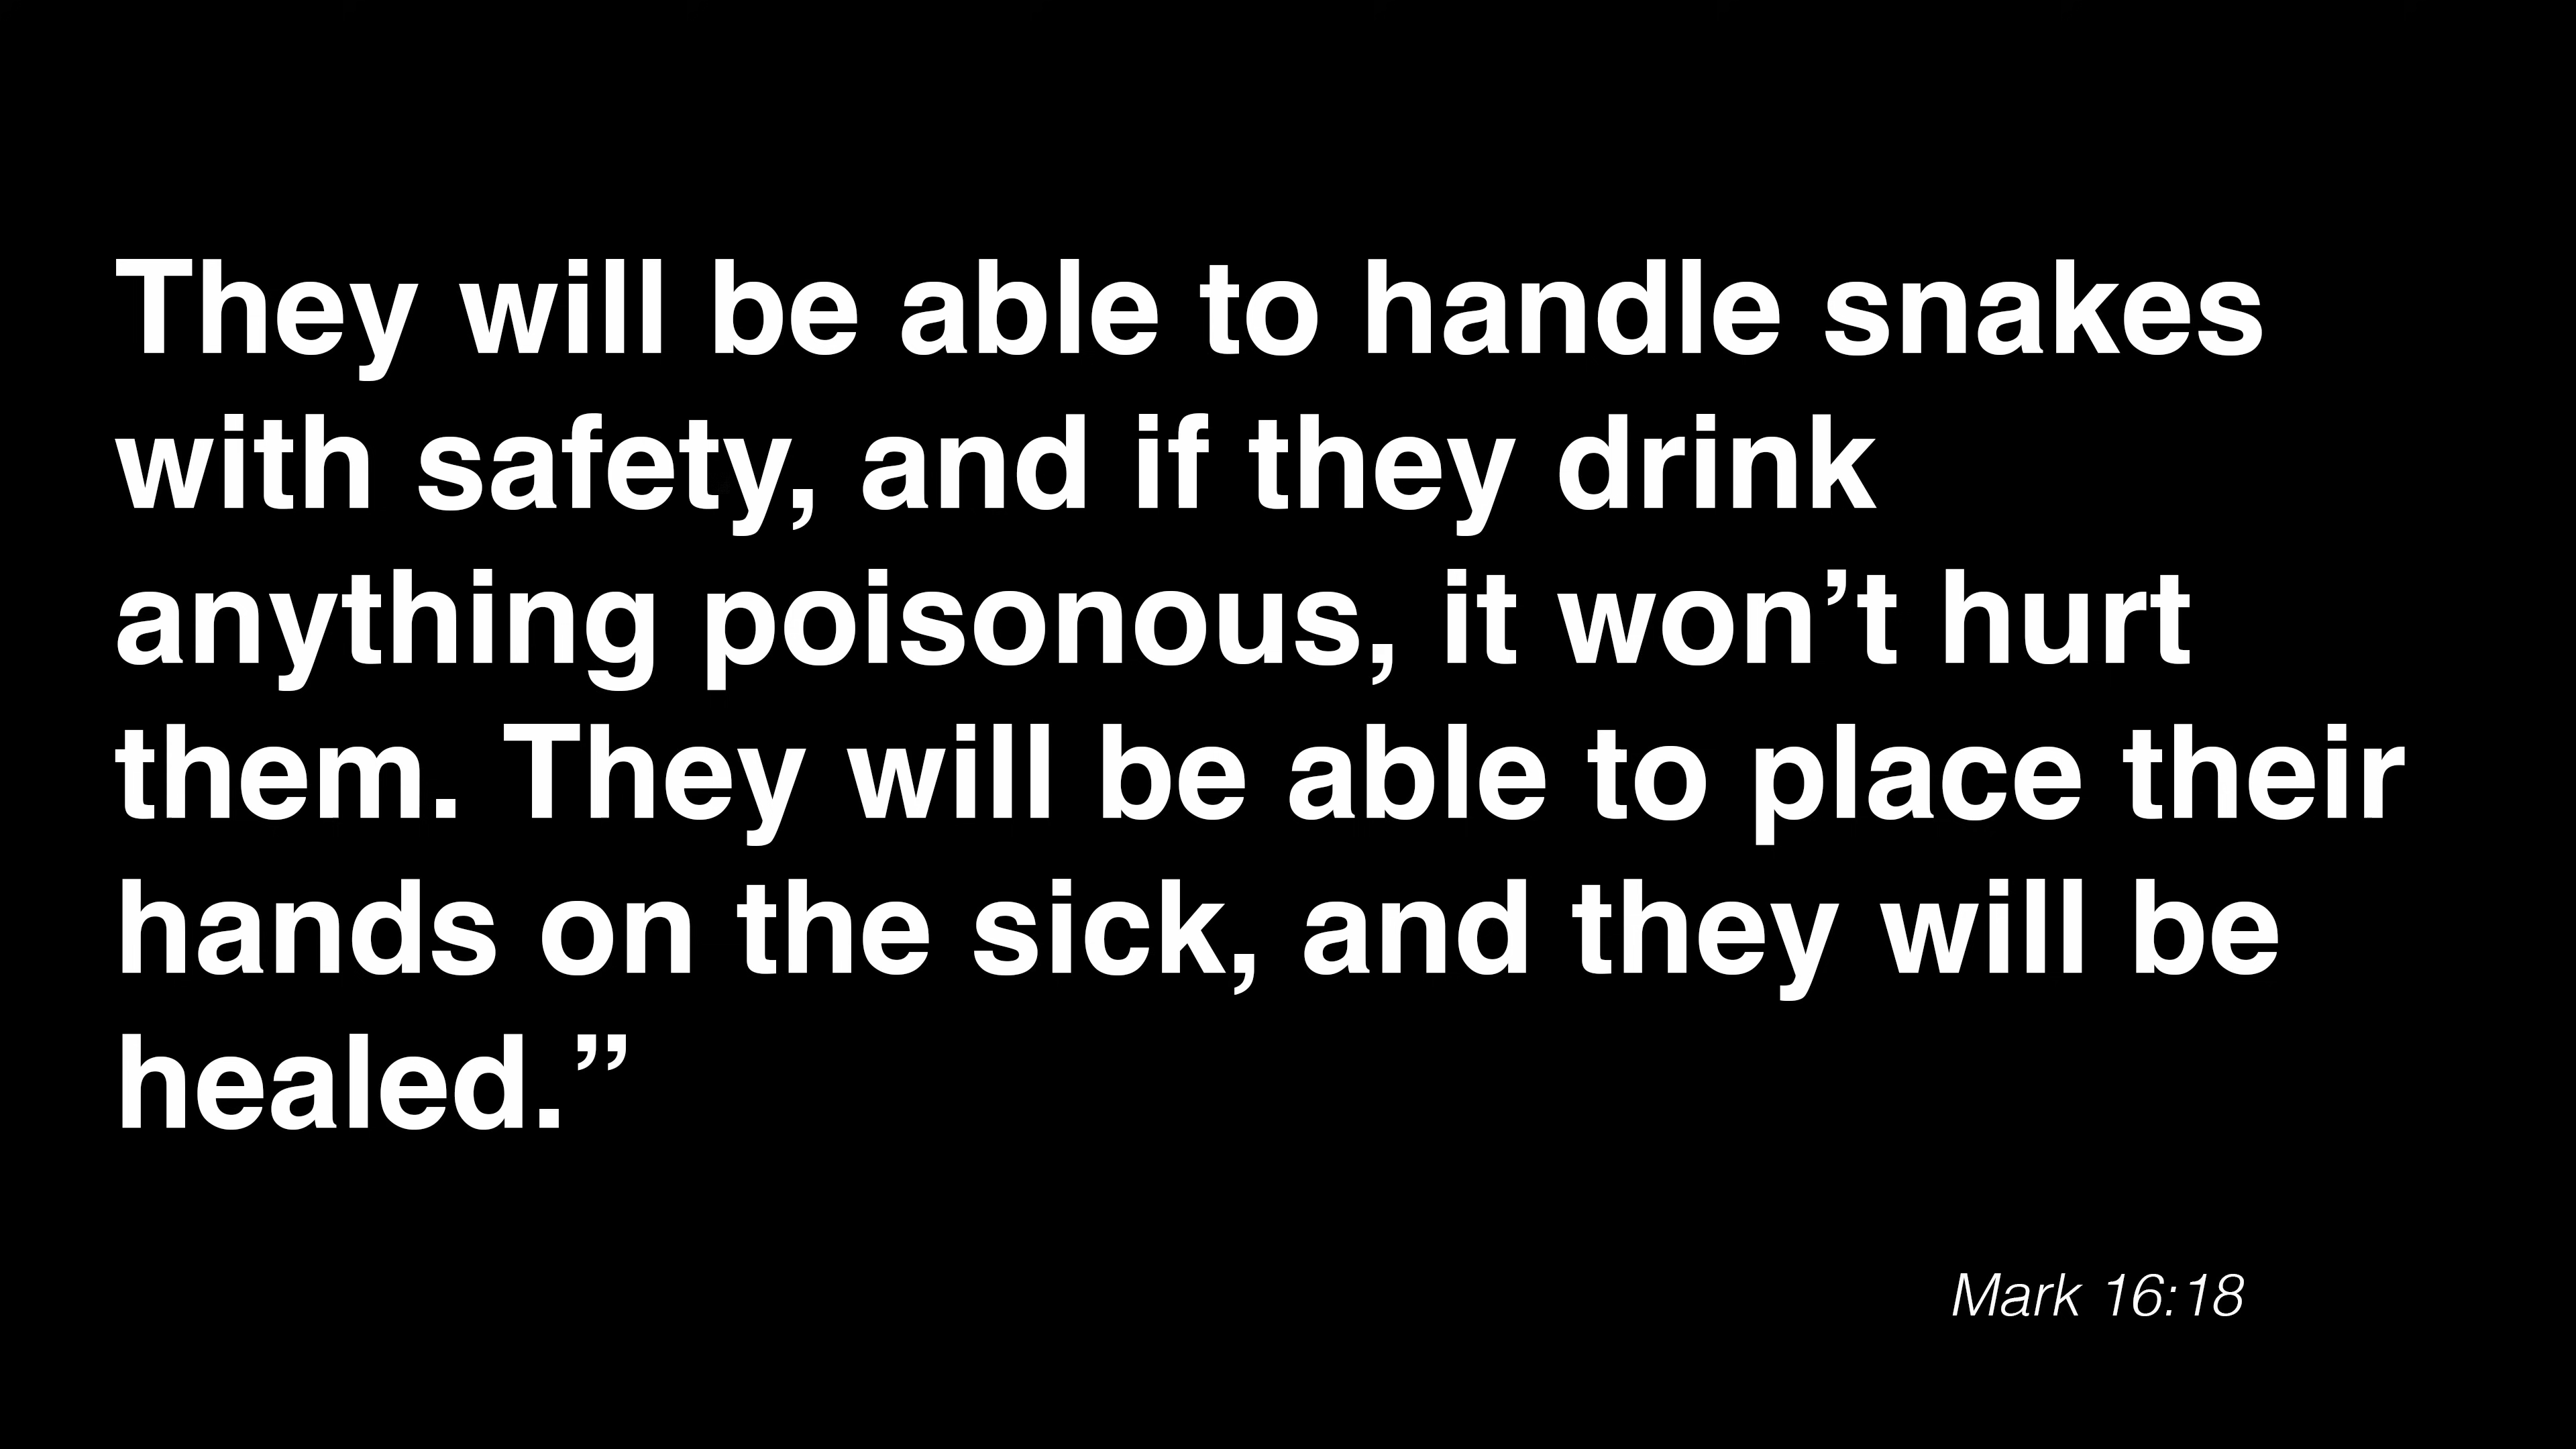 They will be able to handle snakes
with safety, and if they drink
anything poisonous, it won’t hurt
them. They will be able to place their
hands on the sick, and they will be
healed.”
Mark 16:18